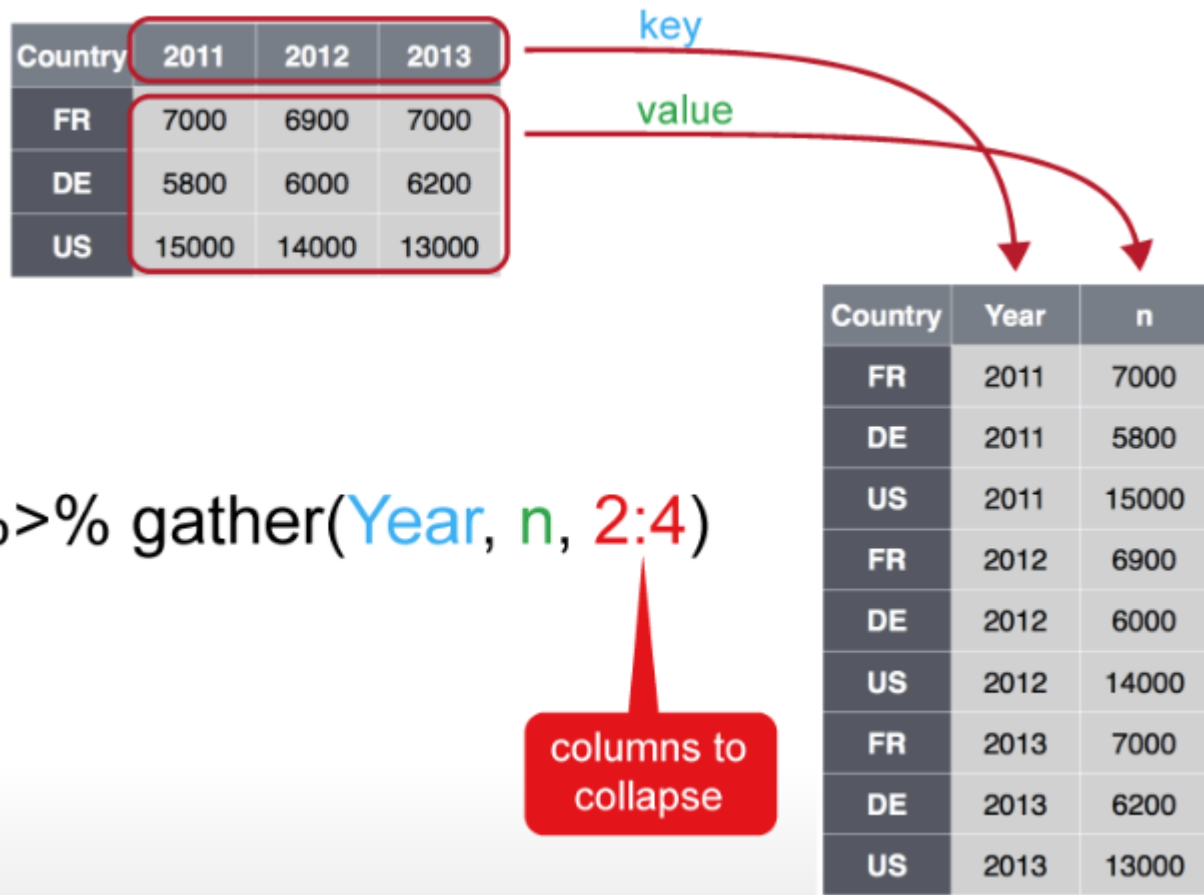 key
Country 2011 2012 2013
value
FR 7000 6900 7000
DE 5800 6000 6200
US 15000 14000 13000
Country Year n
FR 2011 7000
DE 2011 5800
US 2011 15000
FR 2012 6900
DE 2012 6000
US 2012 14000
FR 2013 7000
DE 2013 6200
US 2013 13000
%>% gather(Year, n, 2:4)
columns to
collapse